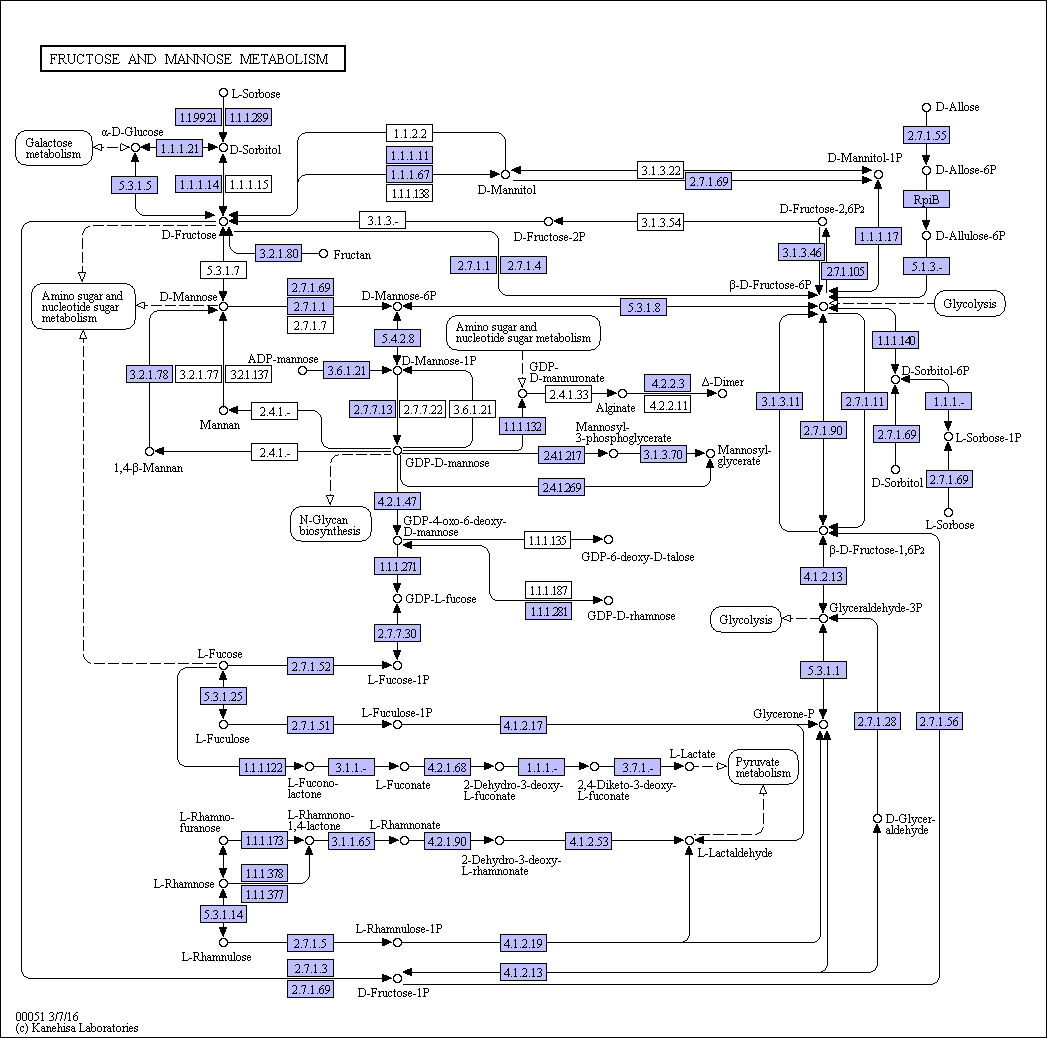 FRUCTOSE AND MANNOSE METABOLISM
L-Sorbose
1.1.99.21
1.1.1.289
D-Allose
α-D-Glucose
Galactose
metabolism
1.1.1.21
D-Sorbitol
1.1.2.2
1.1.1.11
1.1.1.67
1.1.1.138
D-Mannitol
3.1.3.22
2.7.1.69
D-Mannitol-1P
2.7.1.55
D-Allose-6P
5.3.1.5
1.1.1.14
1.1.1.15
RpiB
D-Fructose
3.1.3.-
D-Fructose-2P
3.1.3.54
D-Fructose-2,6P2
1.1.1.17
D-Allulose-6P
3.2.1.80
Fructan
2.7.1.1
2.7.1.4
3.1.3.46
2.7.1.105
5.1.3.-
5.3.1.7
β-D-Fructose-6P
Amino sugar and
nucleotide sugar
metabolism
D-Mannose
2.7.1.69
2.7.1.1
2.7.1.7
D-Mannose-6P
5.3.1.8
Glycolysis
5.4.2.8
Amino sugar and
nucleotide sugar metabolism
1.1.1.140
ADP-mannose
3.6.1.21
D-Mannose-1P
GDP-
D-mannuronate
D-Sorbitol-6P
3.2.1.78
3.2.1.77
3.2.1.137
2.4.1.33
Alginate
4.2.2.3
4.2.2.11
Δ-Dimer
Mannan
2.4.1.-
2.7.7.13
2.7.7.22
3.6.1.21
1.1.1.132
3.1.3.11
2.7.1.11
1.1.1.-
2.7.1.90
2.7.1.69
L-Sorbose-1P
1,4-β-Mannan
2.4.1.-
GDP-D-mannose
Mannosyl-
3-phosphoglycerate
2.4.1.217
3.1.3.70
Mannosyl-
glycerate
2.4.1.269
D-Sorbitol
2.7.1.69
L-Sorbose
N-Glycan
biosynthesis
4.2.1.47
GDP-4-oxo-6-deoxy-
D-mannose
1.1.1.135
GDP-6-deoxy-D-talose
β-D-Fructose-1,6P2
1.1.1.271
4.1.2.13
GDP-L-fucose
1.1.1.187
1.1.1.281
GDP-D-rhamnose
Glycolysis
Glyceraldehyde-3P
2.7.7.30
L-Fucose
2.7.1.52
L-Fucose-1P
5.3.1.1
5.3.1.25
L-Fuculose
2.7.1.51
L-Fuculose-1P
4.1.2.17
Glycerone-P
2.7.1.28
2.7.1.56
1.1.1.122
L-Fucono-
lactone
3.1.1.-
L-Fuconate
4.2.1.68
2-Dehydro-3-deoxy-
L-fuconate
1.1.1.-
2,4-Diketo-3-deoxy-
L-fuconate
3.7.1.-
L-Lactate
Pyruvate
metabolism
L-Rhamno-
furanose
1.1.1.173
L-Rhamnono-
1,4-lactone
3.1.1.65
L-Rhamnonate
4.2.1.90
2-Dehydro-3-deoxy-
L-rhamnonate
4.1.2.53
L-Lactaldehyde
D-Glycer-
aldehyde
L-Rhamnose
1.1.1.378
1.1.1.377
5.3.1.14
L-Rhamnulose
2.7.1.5
L-Rhamnulose-1P
4.1.2.19
2.7.1.3
2.7.1.69
D-Fructose-1P
4.1.2.13
00051 3/7/16
(c) Kanehisa Laboratories